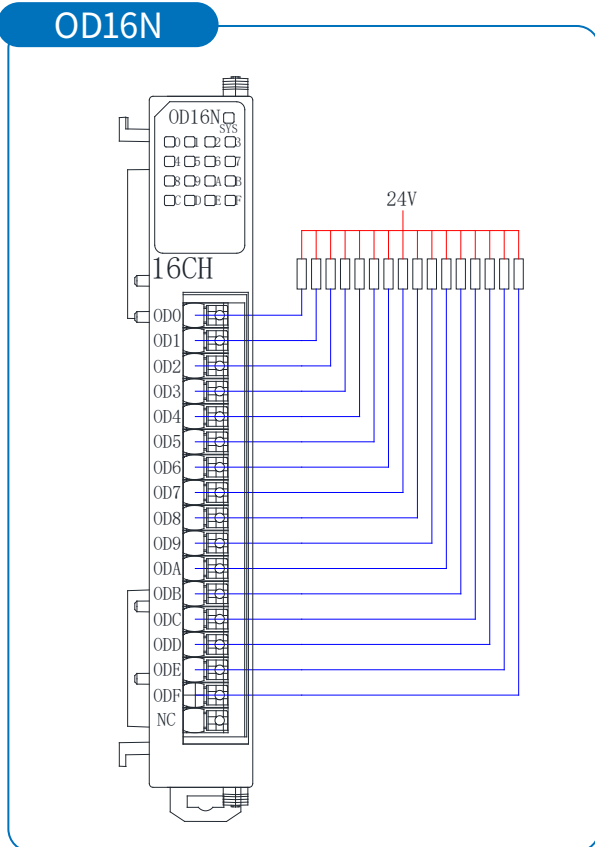 OD16N
OD16N
SYS
0 1 2 3
4 5 6 7
8 9 A B
C D E F
24V
16CH
OD0
OD1
OD2
OD3
OD4
OD5
OD6
OD7
OD8
OD9
ODA
ODB
ODC
ODD
ODE
ODF
NC